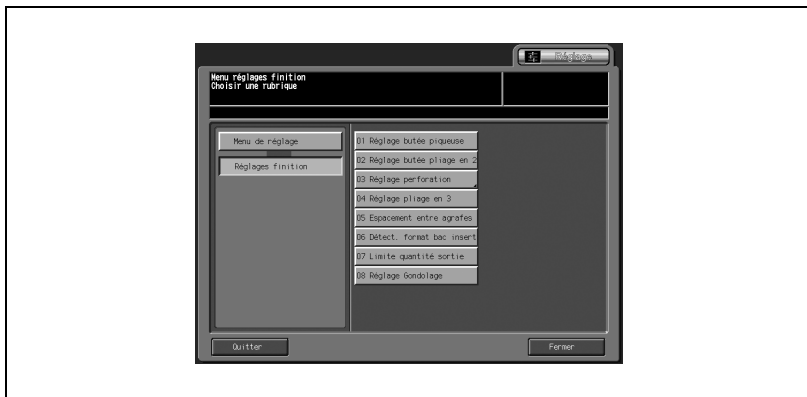 Réglage
Menu réglages finition
Choisir une rubrique
Menu de réglage
Réglages finition
01 Réglage butée piqueuse
02 Réglage butée pliage en 2
03 Réglage perforation
04 Réglage pliage en 3
05 Espacement entre agrafes
06 Détect. format bac insert
07 Limite quantité sortie
08 Réglage Gondolage
Quitter
Fermer